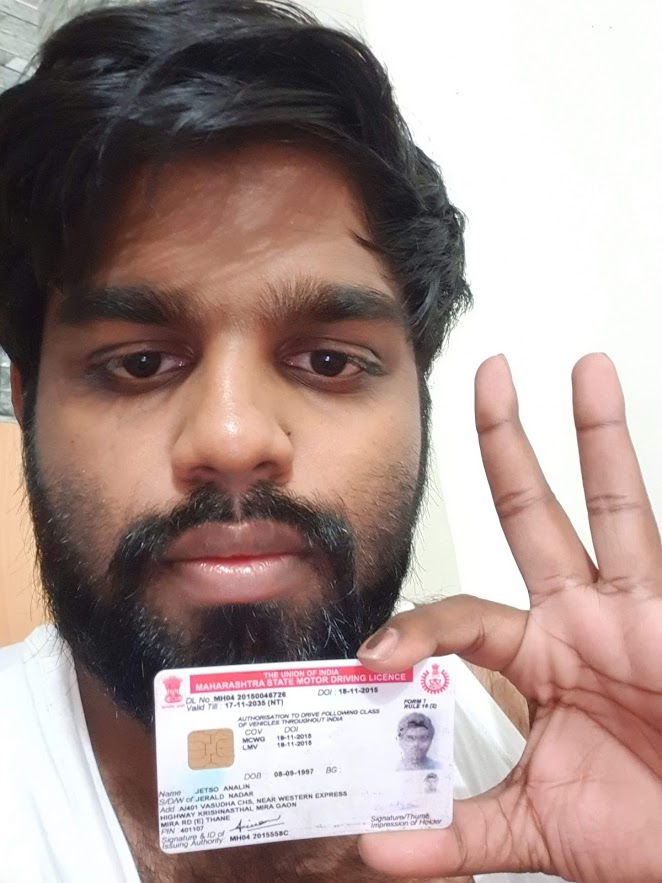 THE UNION OF INDIA
MAHARASHTRA STATE MOTOR DRIVING LICENCE
DL No MH04 20150045726 DOI : 18-11-2015
Valid Till : 17-11-2035 (NT)
FORM 7
RULE 16 (2)
AUTHORISATION TO DRIVE FOLLOWING CLASS
OF VEHICLES THROUGHOUT INDIA
COV DOI
MCWG 18-11-2015
LMV 18-11-2015
DOB : 08-09-1997 BG :
Name JETSO ANALIN
S/D/W of JERALD NADAR
Add A/401 VASUDHA CHS, NEAR WESTERN EXPRESS
HIGHWAY KRISHNASTHAL MIRA GAON
MIRA RD (E) THANE
PIN 401107
Signature & ID of
Issuing Authority MH04 2015558C
Signature/Thumb
Impression of Holder